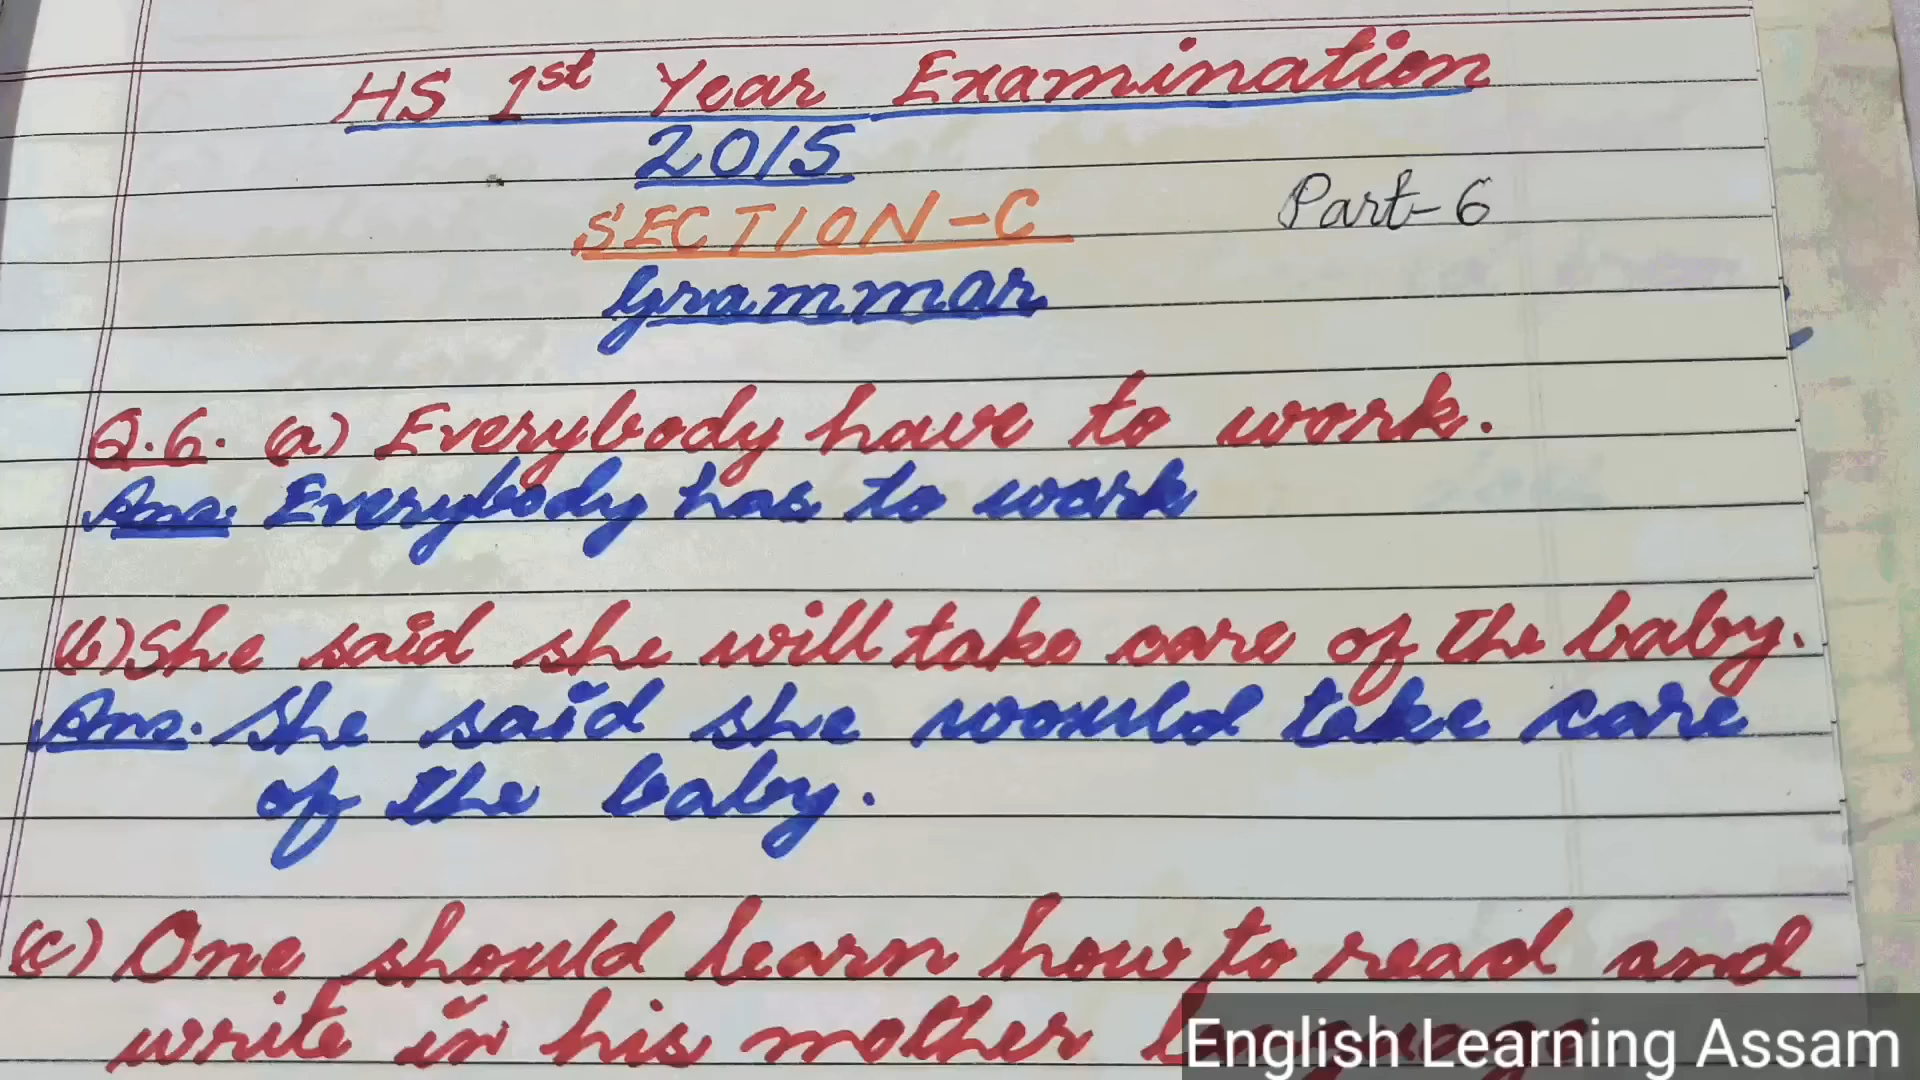 HS 1st Year Examination
2015
SECTION-C
Part-6
Grammar
Q.6. (a) Everybody have to work.
Ans: Everybody has to work
(b) She said she will take care of the baby.
Ans. She said she would take care
of the baby.
(c) One should learn how to read and
write in his mother
English Learning Assam